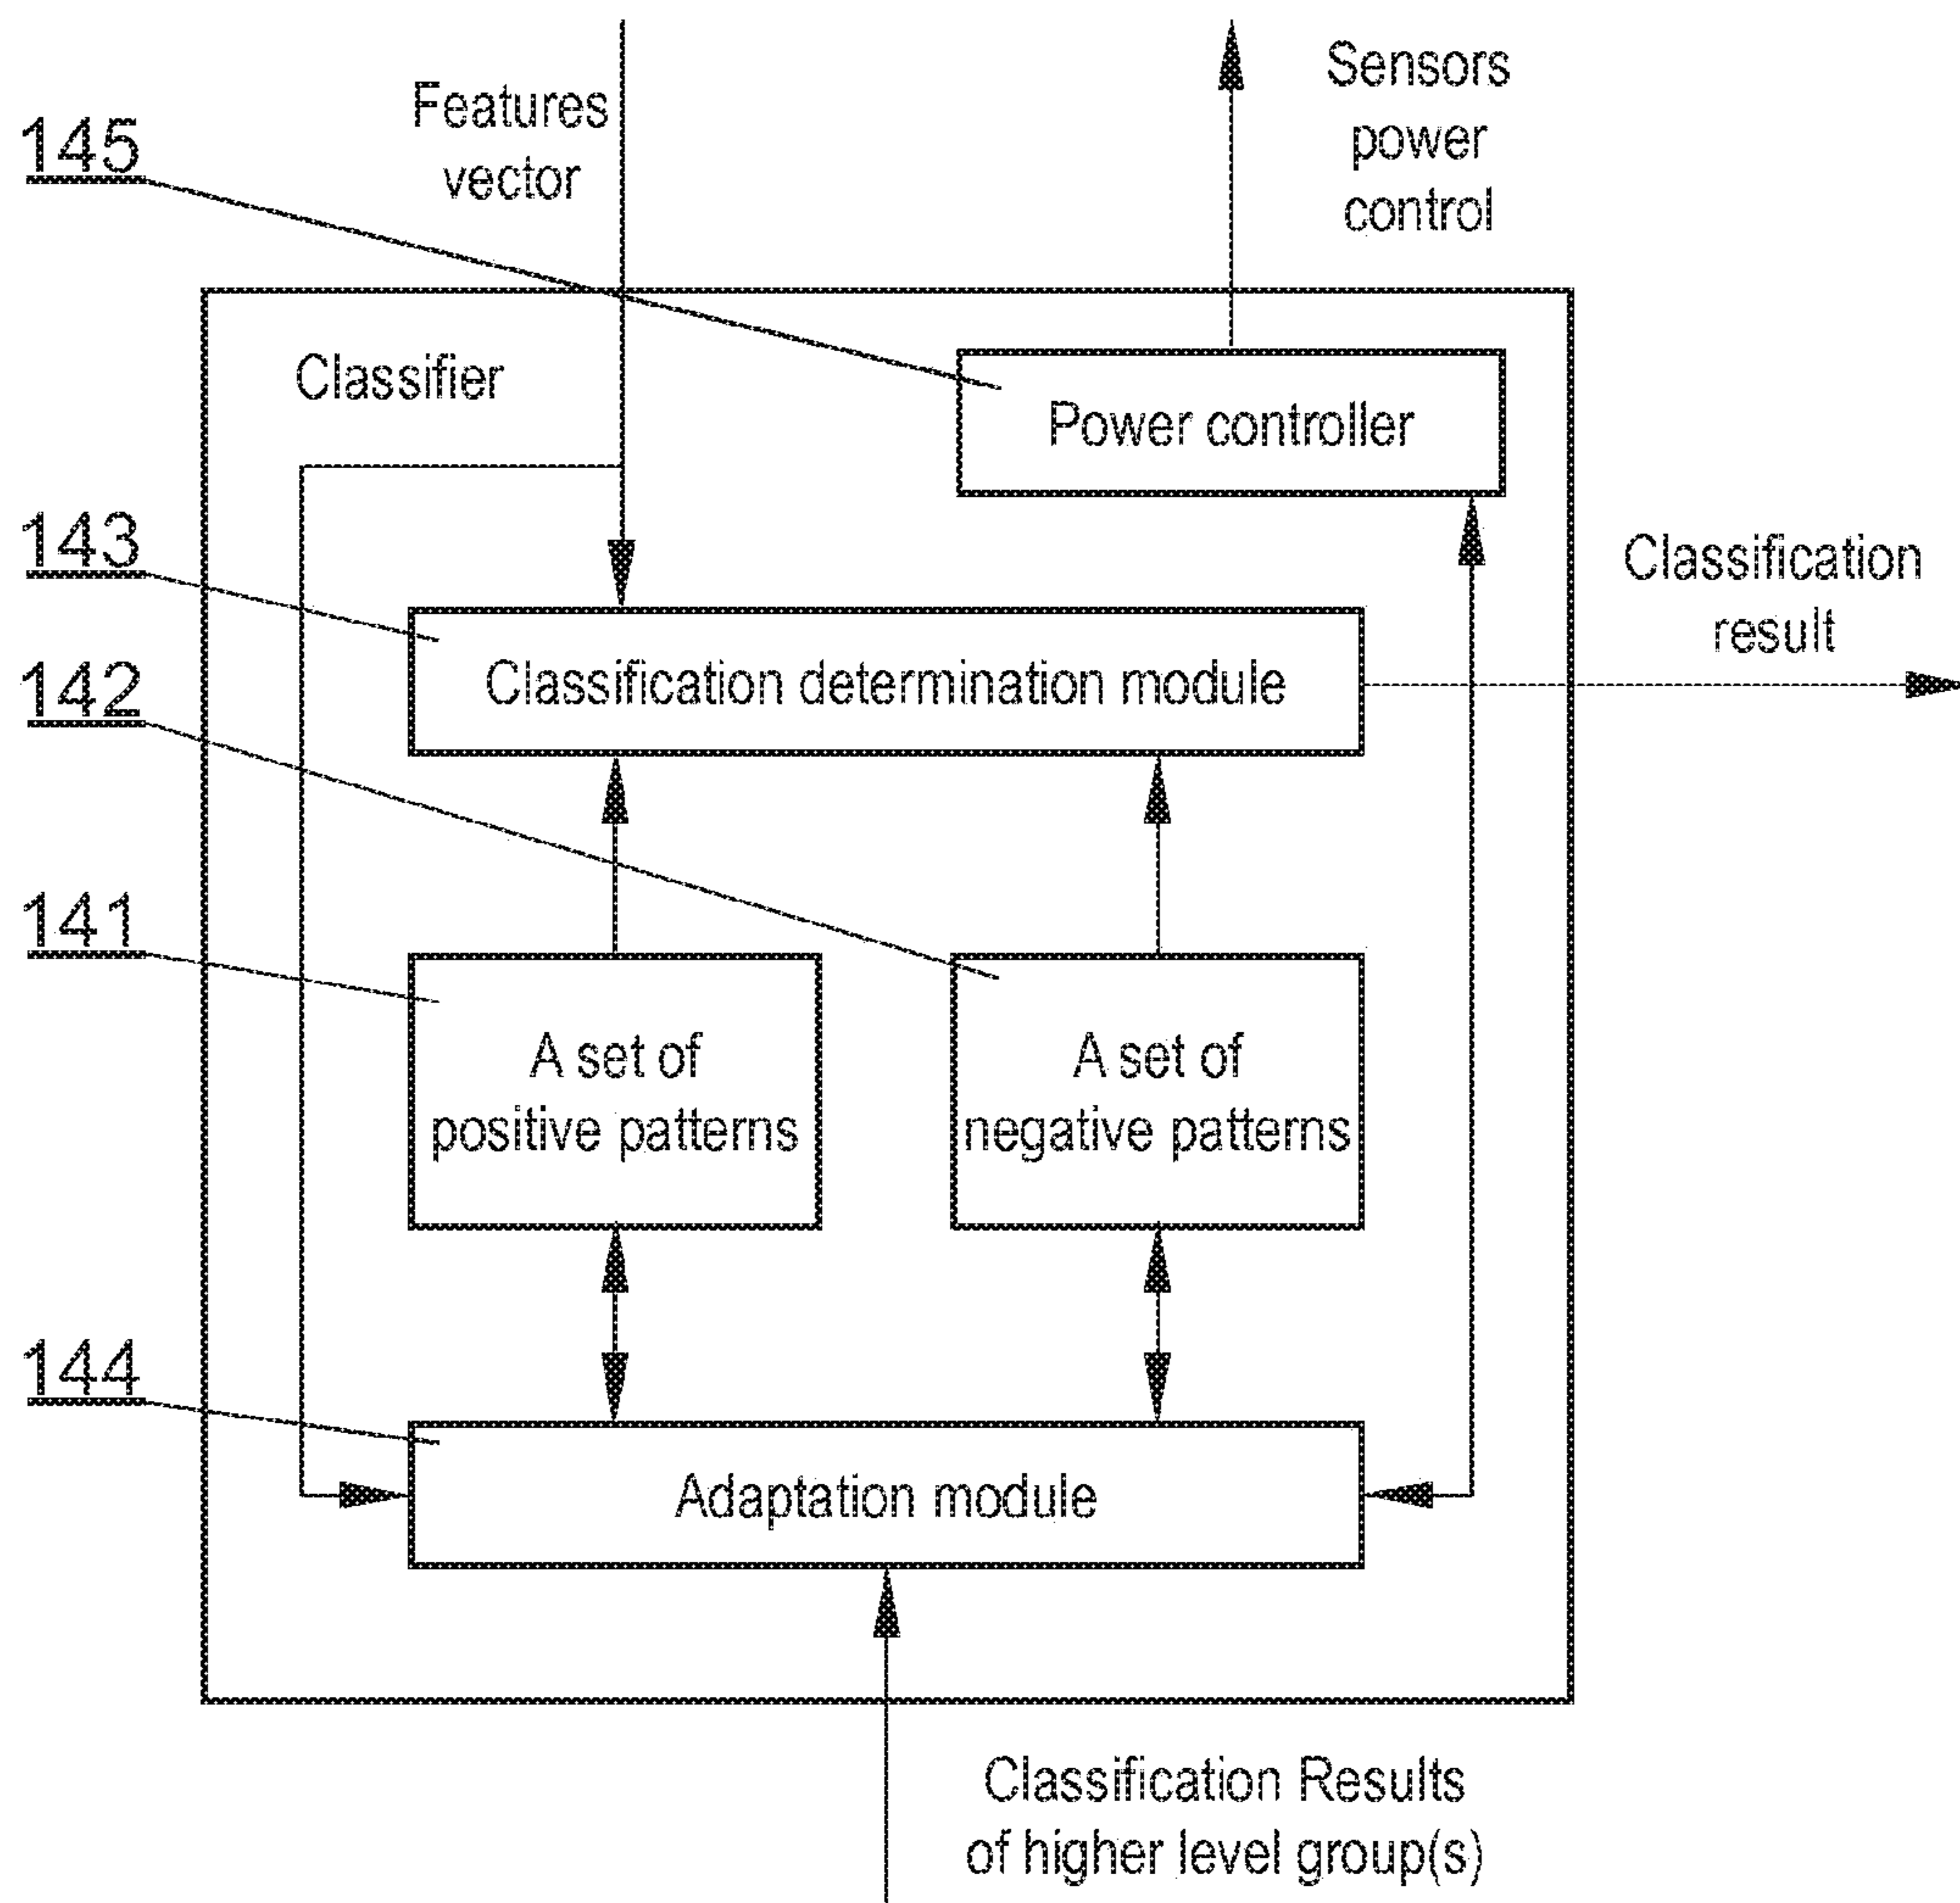 Features
vector
Sensors
power
control
145
Classifier
Power controller
143
Classification
result
142
Classification determination module
141
A set of
positive patterns
A set of
negative patterns
144
Adaptation module
Classification Results
of higher level group(s)